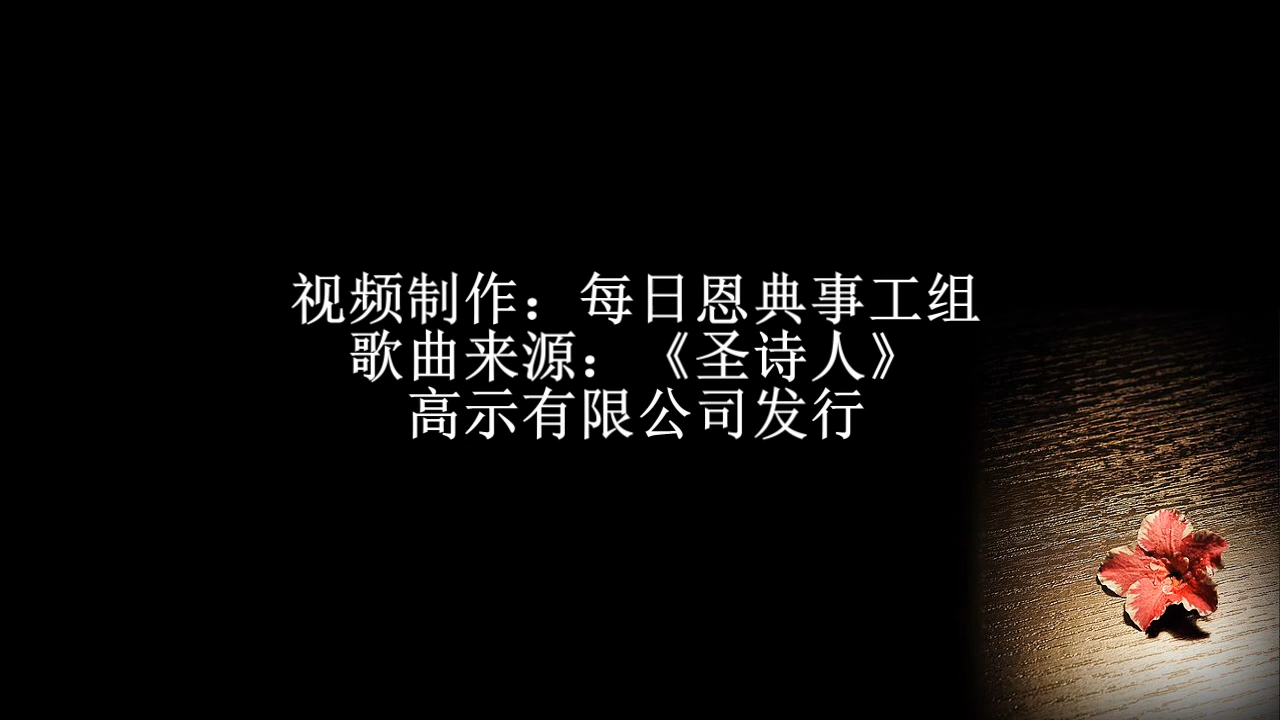 视频制作：每日恩典事工组
歌曲来源：《圣诗人》
高示有限公司发行